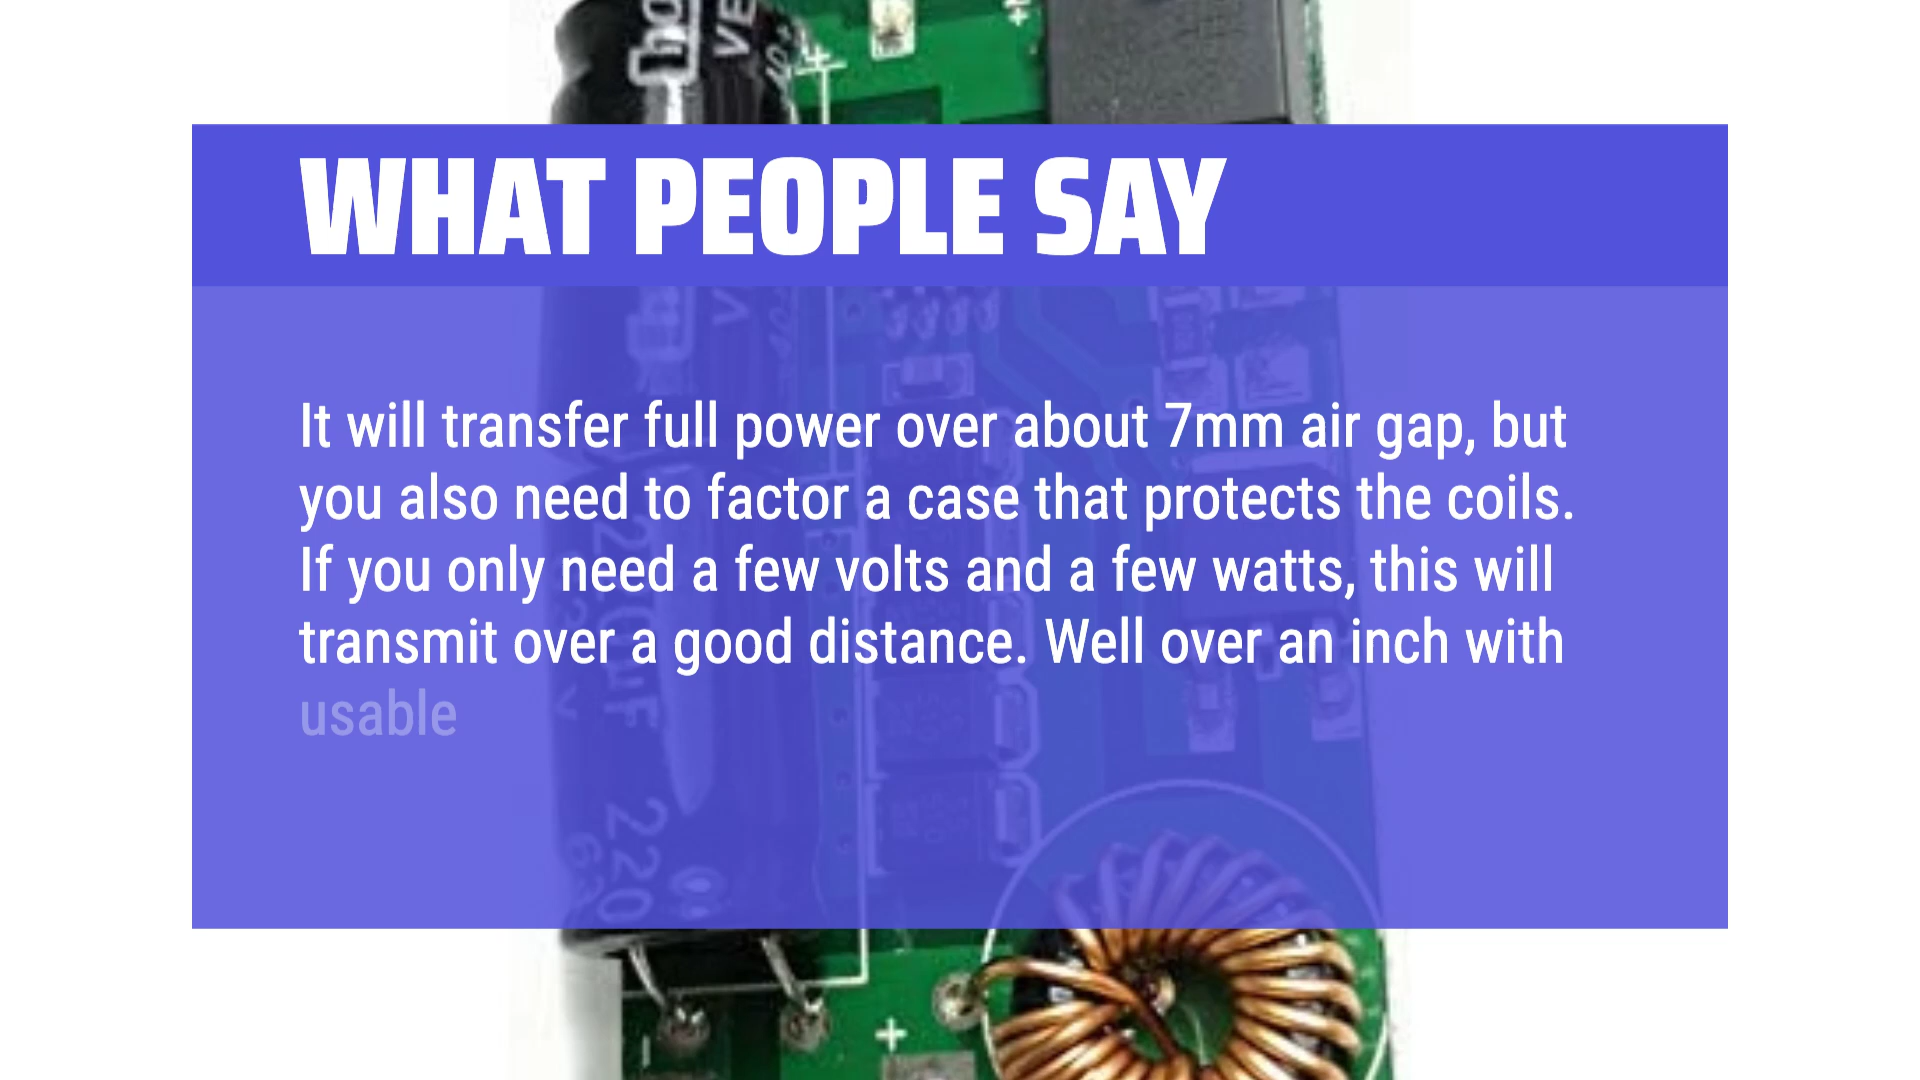 WHAT PEOPLE SAY
It will transfer full power over about 7mm air gap, but
you also need to factor a case that protects the coils.
If you only need a few volts and a few watts, this will
transmit over a good distance. Well over an inch with
usable
VE
220